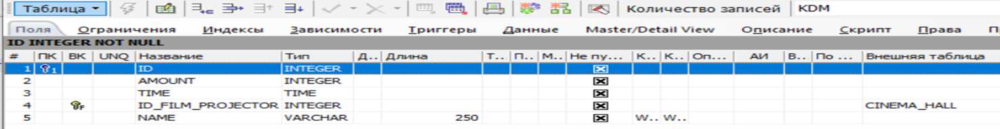 Таблица Количество записей KDM
Поля Ограничения Индексы Зависимости Триггеры Данные Master/Detail View Описание Скрипт Права П
ID INTEGER NOT NULL
# ПК ВК UNQ Название Тип Д.. Длина Т.. П.. М.. Не пу... К.. К.. Оп... АИ В.. По ... Внешняя таблица
1 1 ID INTEGER
2 AMOUNT INTEGER
3 TIME TIME
4 F ID_FILM_PROJECTOR INTEGER CINEMA_HALL
5 NAME VARCHAR 250 W.. W..